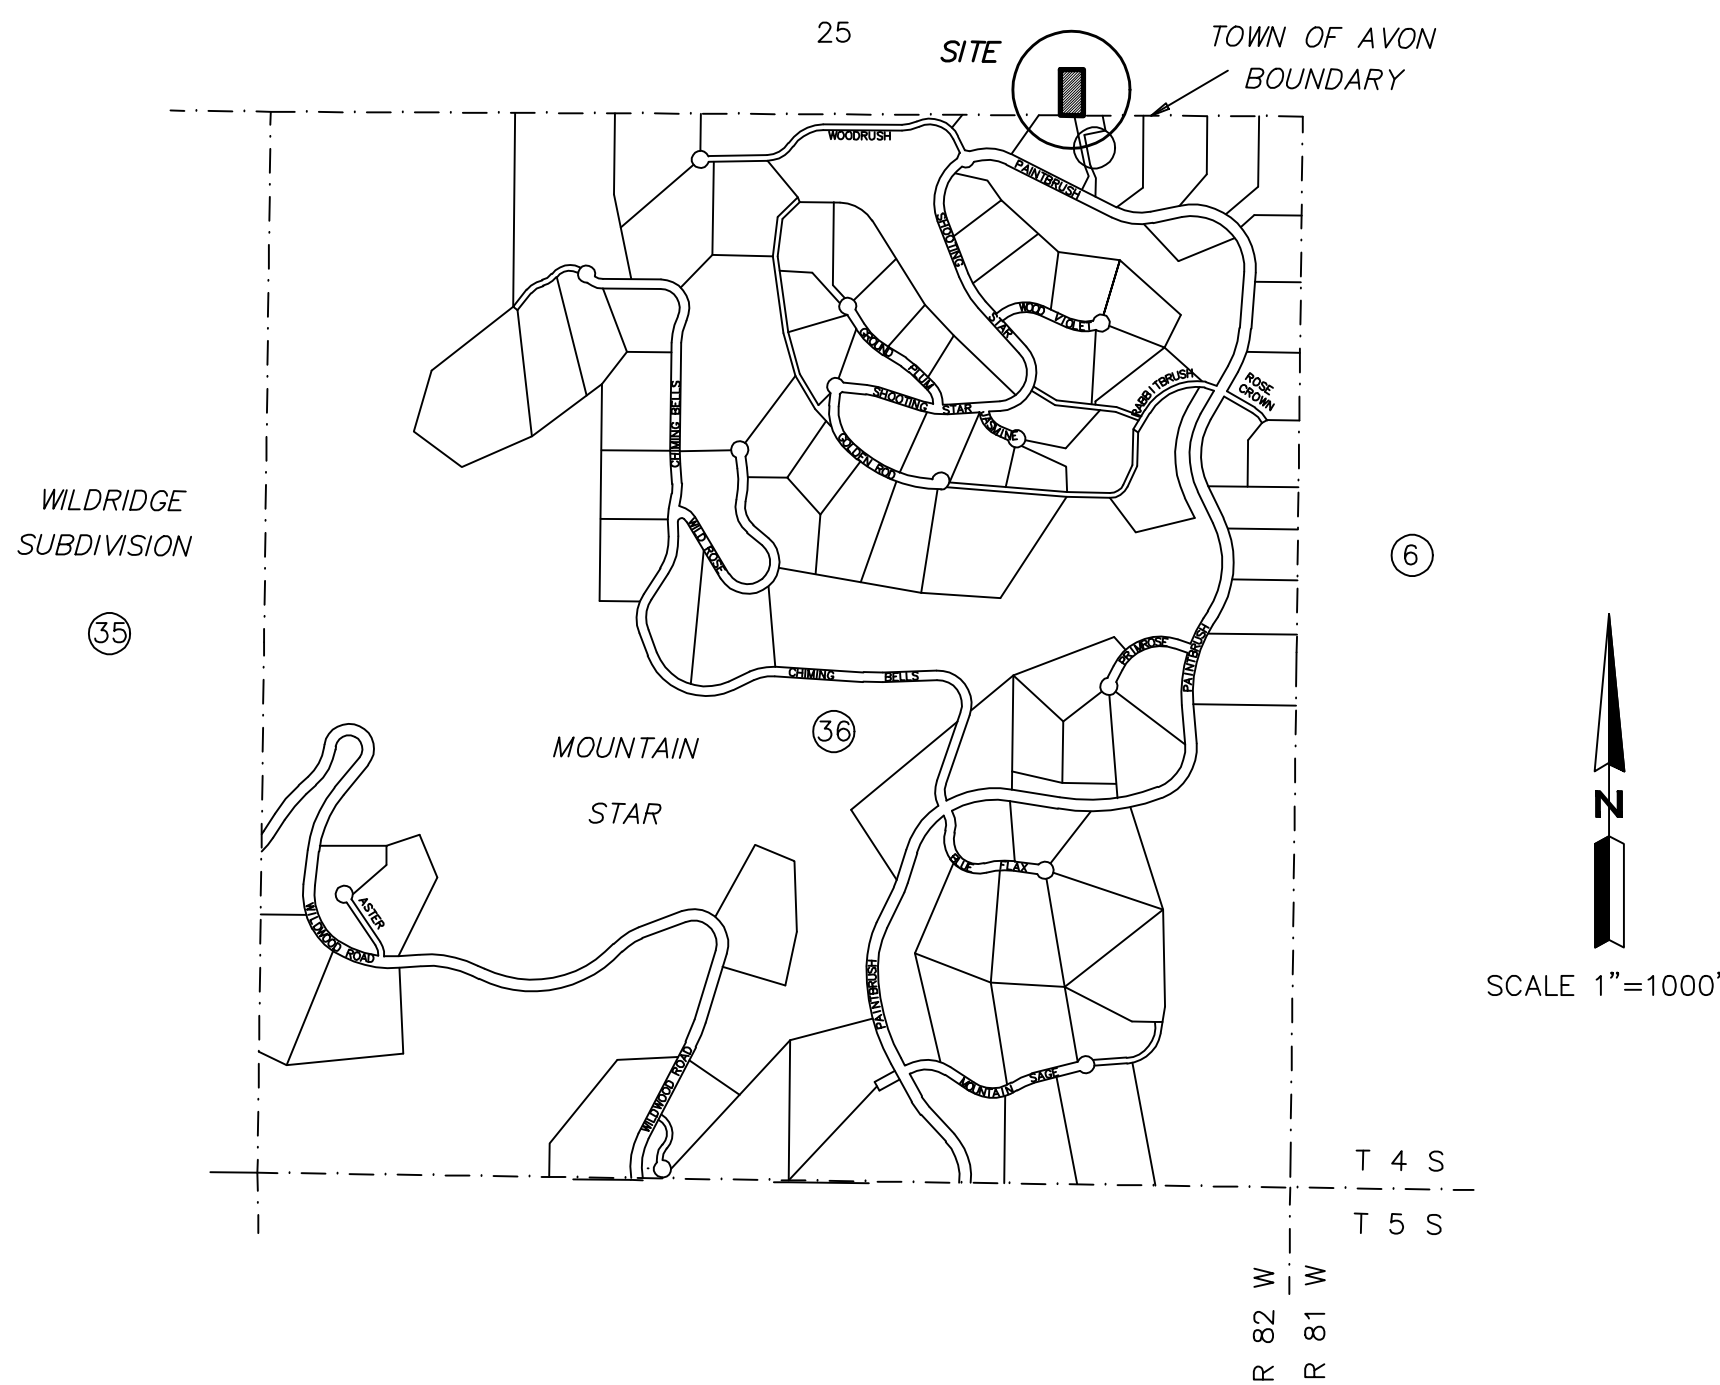 25
SITE
TOWN OF AVON
BOUNDARY
WOODRUSH
PAINTBRUSH
SHOOTING
STAR
WOOD VIOLET
GROUND PLUM
SHOOTING STAR
JASMINE
RABBITBRUSH
ROSE
CROWN
GOLDEN ROD
CHIMING BELLS
WILD ROSE
WILDRIDGE
SUBDIVISION
35
6
PRIMROSE
PAINTBRUSH
CHIMING BELLS
36
MOUNTAIN
STAR
N
SCALE 1"=1000'
BLUE FLAX
ASTER
WILDWOOD ROAD
PAINTBRUSH
WILDWOOD ROAD
MOUNTAIN SAGE
T 4 S
T 5 S
R 82 W
R 81 W